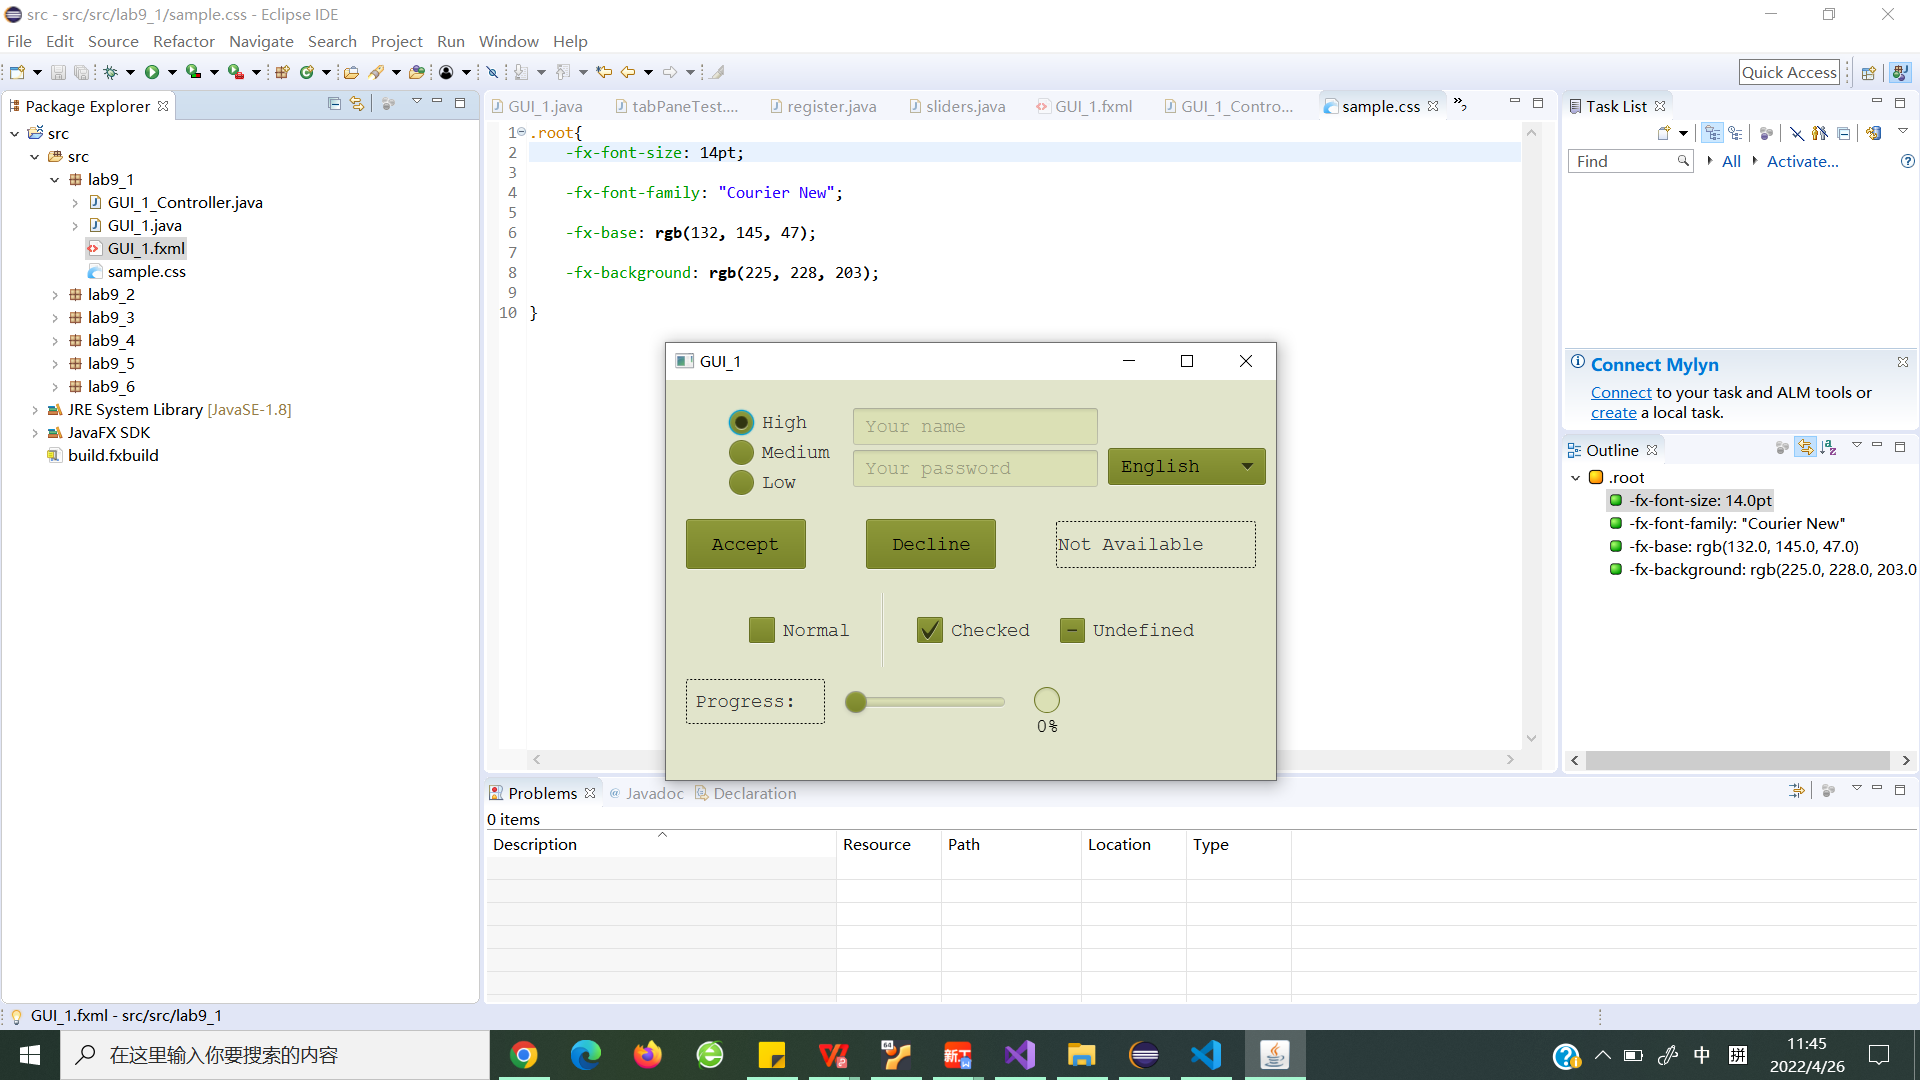 src - src/src/lab9_1/sample.css - Eclipse IDE
File Edit Source Refactor Navigate Search Project Run Window Help
Quick Access
Package Explorer
src
src
lab9_1
GUI_1_Controller.java
GUI_1.java
GUI_1.fxml
sample.css
lab9_2
lab9_3
lab9_4
lab9_5
lab9_6
JRE System Library [JavaSE-1.8]
JavaFX SDK
build.fxbuild
GUI_1.java tabPaneTest.... register.java sliders.java GUI_1.fxml GUI_1_Contro... sample.css »2
1 .root{
2 -fx-font-size: 14pt;
3
4 -fx-font-family: "Courier New";
5
6 -fx-base: rgb(132, 145, 47);
7
8 -fx-background: rgb(225, 228, 203);
9
10 }
GUI_1
High
Medium
Low
Your name
Your password
English
Accept
Decline
Not Available
Normal
Checked
Undefined
Progress:
0%
Task List
Find
All
Activate...
Connect Mylyn
Connect to your task and ALM tools or
create a local task.
Outline
.root
-fx-font-size: 14.0pt
-fx-font-family: "Courier New"
-fx-base: rgb(132.0, 145.0, 47.0)
-fx-background: rgb(225.0, 228.0, 203.0
Problems @ Javadoc Declaration
0 items
Description Resource Path Location Type
GUI_1.fxml - src/src/lab9_1
在这里输入你要搜索的内容
64
新工
中
拼
11:45
2022/4/26